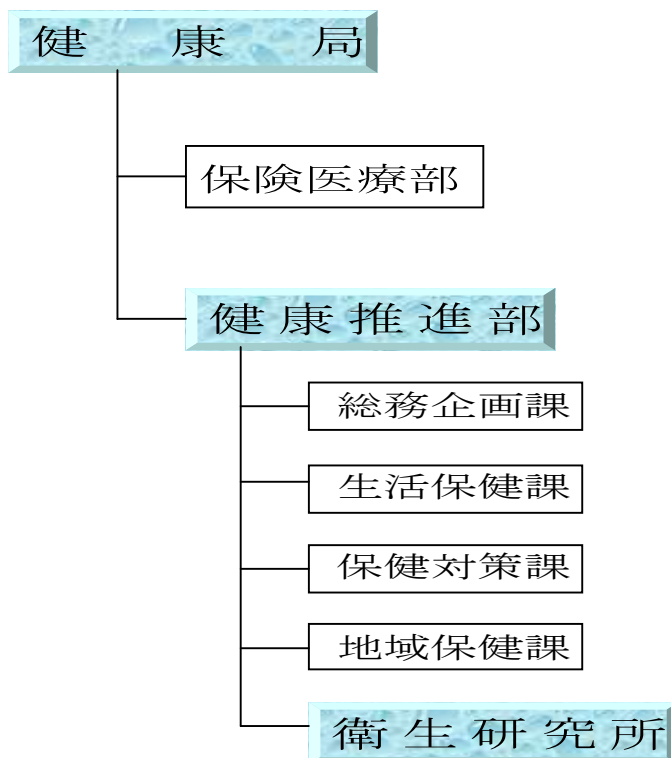 健康局
保険医療部
健康推進部
総務企画課
生活保健課
保健対策課
地域保健課
衛生研究所